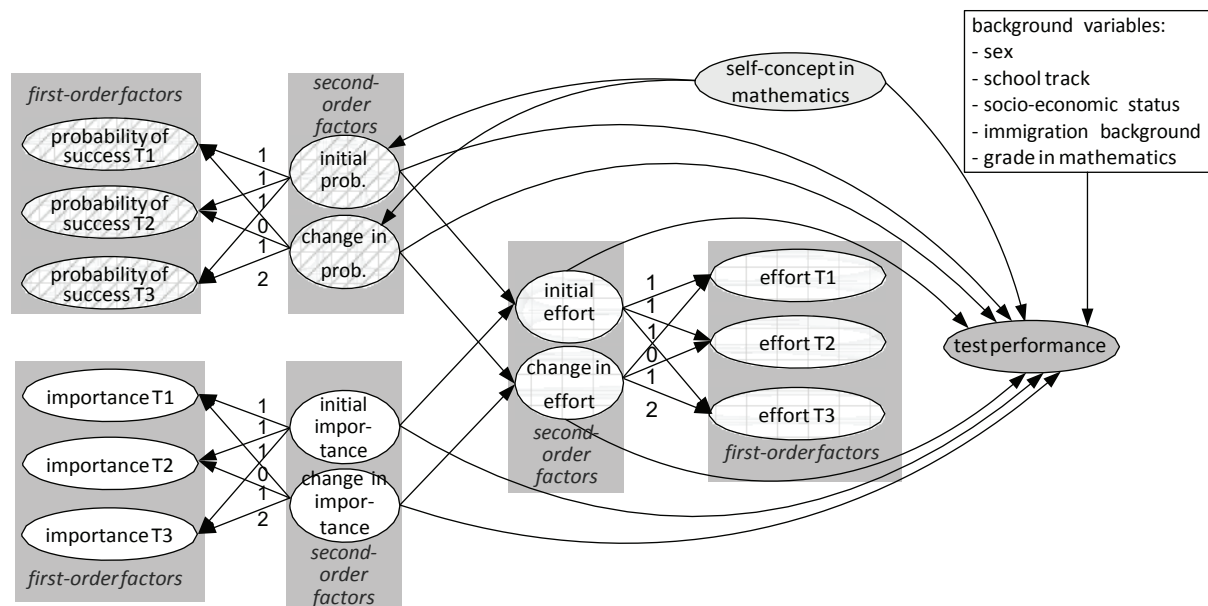 background variables:
- sex
- school track
- socio-economic status
- immigration background
- grade in mathematics
self-concept in
mathematics
first-order factors
second-
order
factors
probability of
success T1
probability of
success T2
probability of
success T3
1
1
1
0
1
2
initial
prob.
change in
prob.
initial
effort
change in
effort
second-
order
factors
1
1
1
0
1
2
effort T1
effort T2
effort T3
first-order factors
test performance
importance T1
importance T2
importance T3
first-order factors
1
1
1
0
1
2
initial
impor-
tance
change in
impor-
tance
second-
order
factors